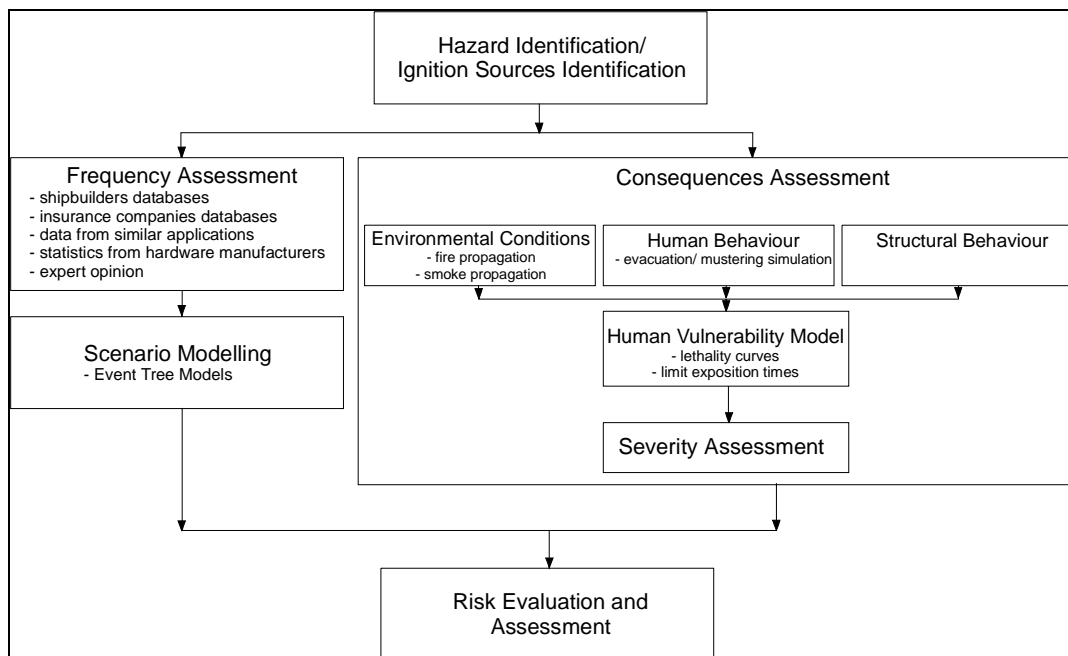 Hazard Identification/
Ignition Sources Identification
Frequency Assessment
- shipbuilders databases
- insurance companies databases
- data from similar applications
- statistics from hardware manufacturers
- expert opinion
Scenario Modelling
- Event Tree Models
Consequences Assessment
Environmental Conditions
- fire propagation
- smoke propagation
Human Behaviour
- evacuation/ mustering simulation
Structural Behaviour
Human Vulnerability Model
- lethality curves
- limit exposition times
Severity Assessment
Risk Evaluation and
Assessment